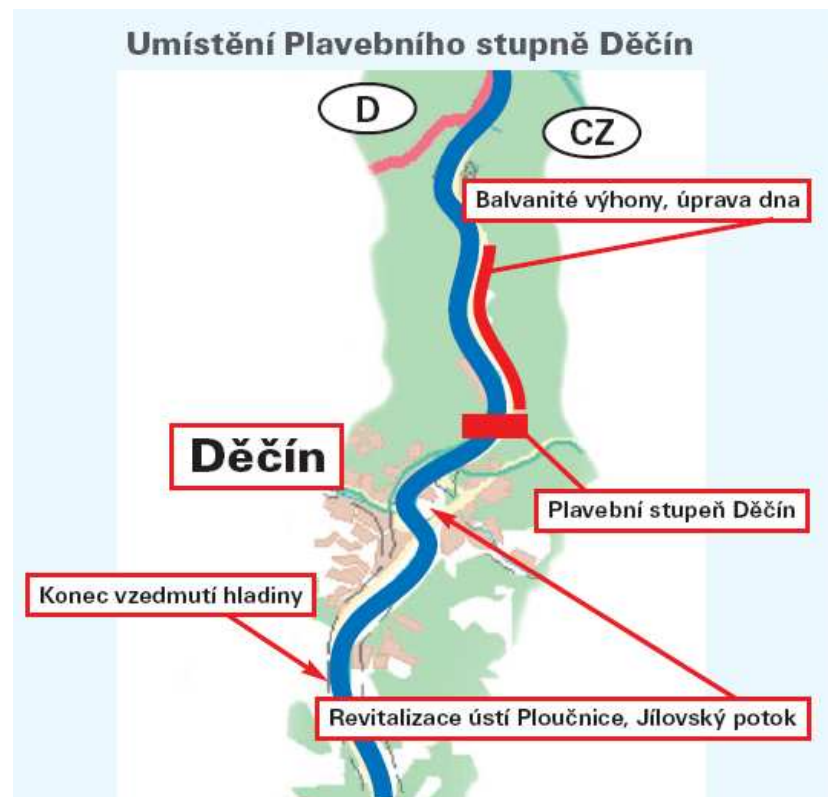 Umístění Plavebního stupně Děčín
D
CZ
Balvanité výhony, úprava dna
Děčín
Plavební stupeň Děčín
Konec vzedmutí hladiny
Revitalizace ústí Ploučnice, Jílovský potok